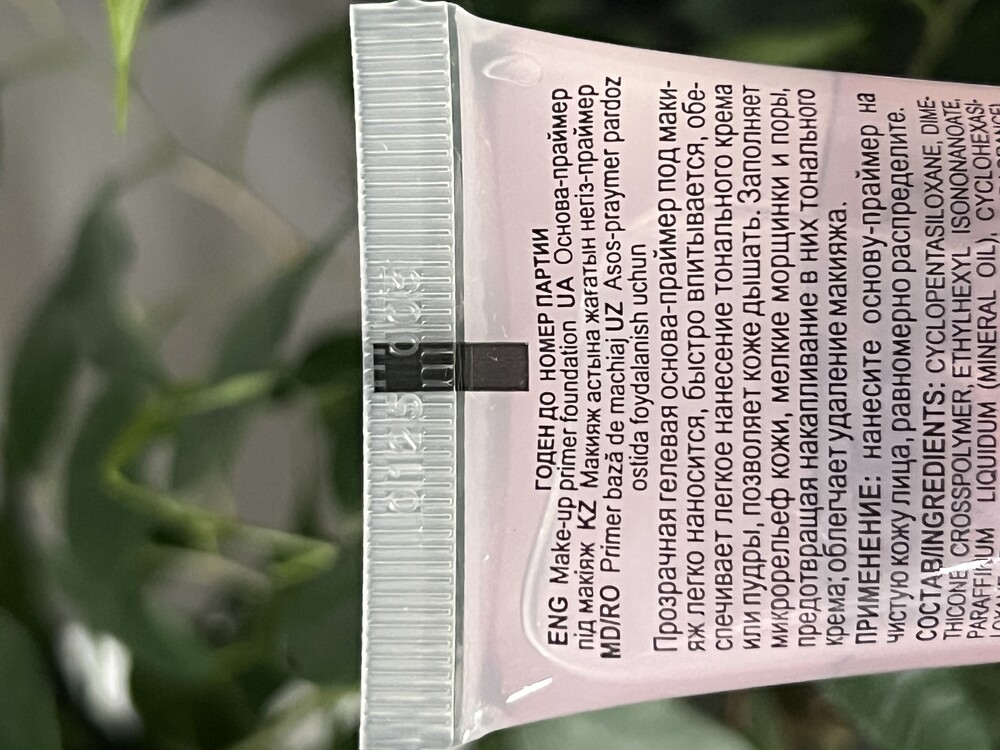 ГОДЕН ДО НОМЕР ПАРТИИ
ENG Make-up primer foundation UA Основа-праймер
під макіяж KZ Макияж астына жағатын негіз-праймер
MD/RO Primer bază de machiaj UZ Asos-praymer pardoz
ostida foydalanish uchun
Прозрачная гелевая основа-праймер под маки-
яж легко наносится, быстро впитывается, обе-
спечивает легкое нанесение тонального крема
или пудры, позволяет коже дышать. Заполняет
микрорельеф кожи, мелкие морщинки и поры,
предотвращая накапливание в них тонального
крема; облегчает удаление макияжа.
ПРИМЕНЕНИЕ: нанесите основу-праймер на
чистую кожу лица, равномерно распределите.
СОСТАВ/INGREDIENTS: CYCLOPENTASILOXANE, DIME-
THICONE CROSSPOLYMER, ETHYLHEXYL ISONONANOATE,
PARAFFINUM LIQUIDUM (MINERAL OIL), CYCLOHEXASI-